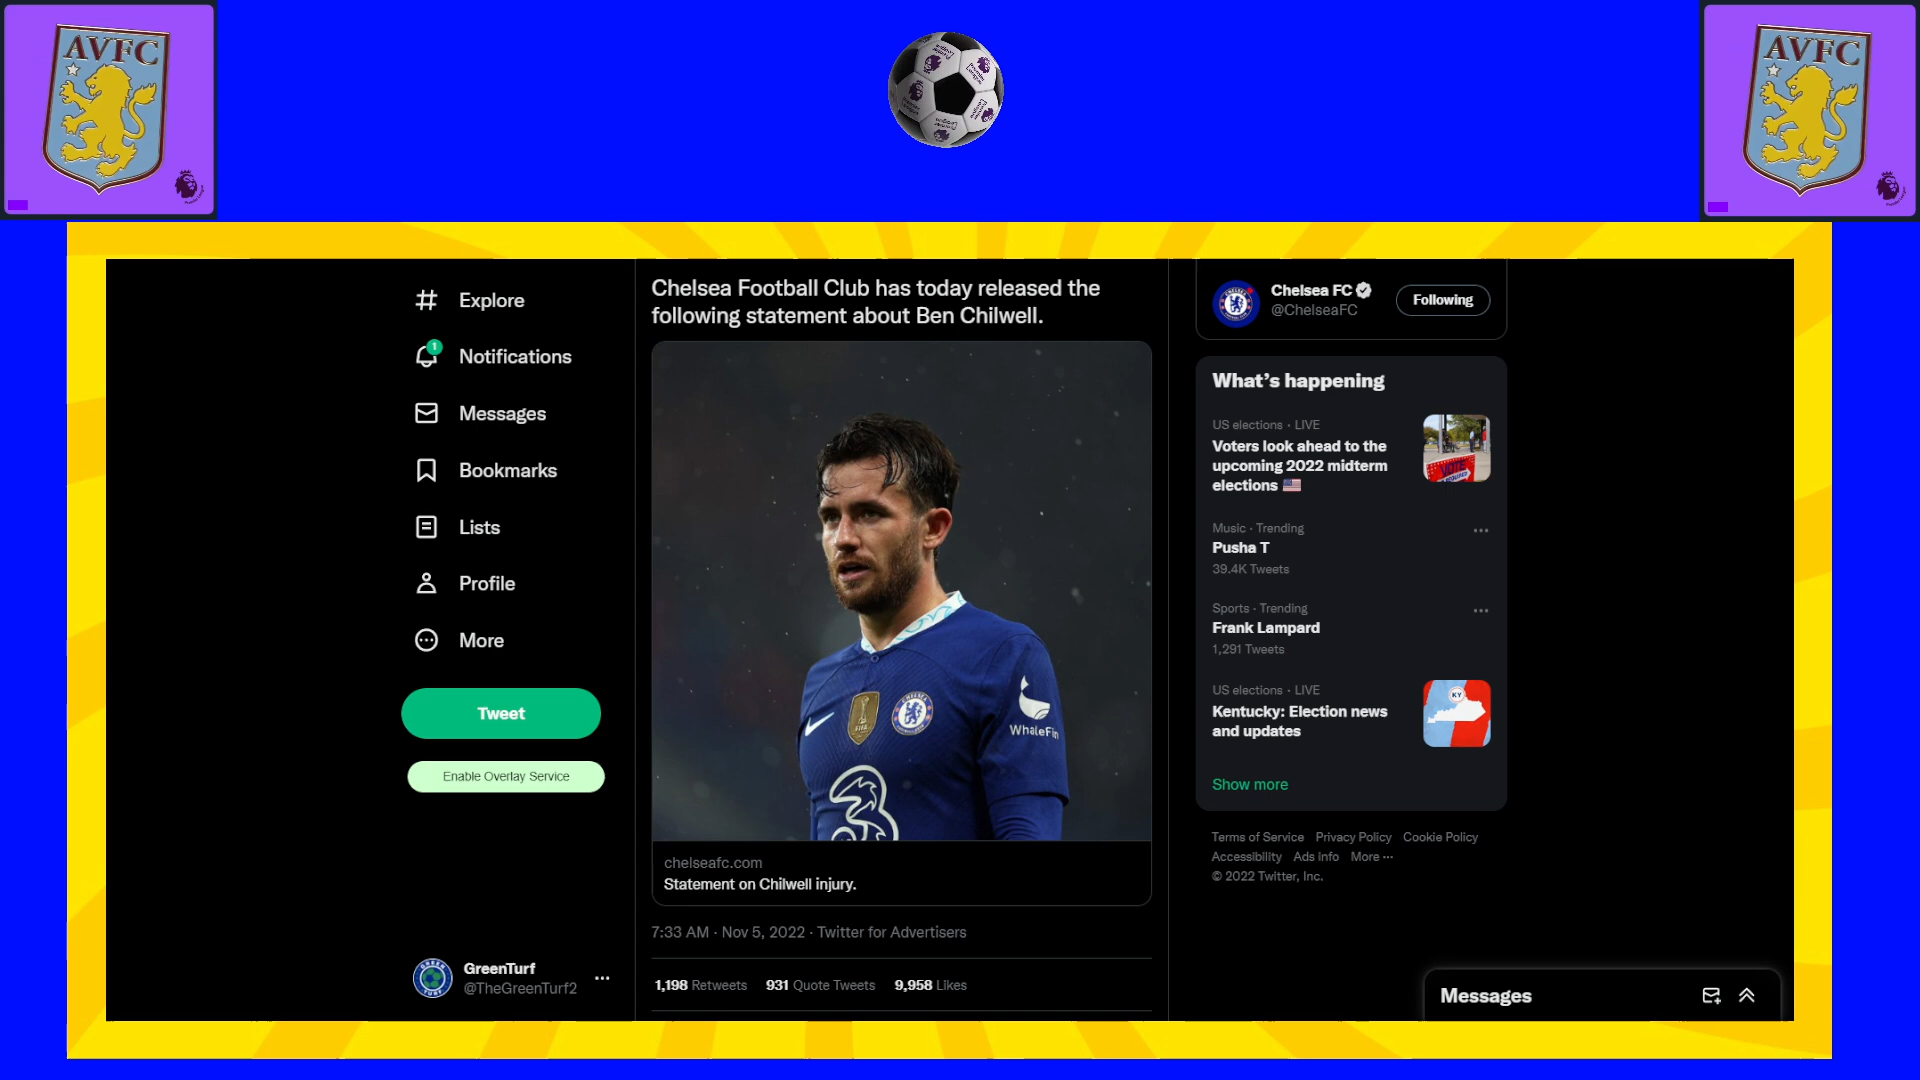 AVFC
AVFC
Explore
1
Notifications
Messages
Bookmarks
Lists
Profile
More
Tweet
Enable Overlay Service
GreenTurf
@TheGreenTurf2
Chelsea Football Club has today released the
following statement about Ben Chilwell.
WhaleFin
3
chelseafc.com
Statement on Chilwell injury.
7:33 AM · Nov 5, 2022 · Twitter for Advertisers
1,198 Retweets 931 Quote Tweets 9,958 Likes
Chelsea FC
@ChelseaFC
Following
What's happening
US elections · LIVE
Voters look ahead to the
upcoming 2022 midterm
elections
VOTE
Music · Trending
Pusha T
39.4K Tweets
Sports · Trending
Frank Lampard
1,291 Tweets
US elections · LIVE
Kentucky: Election news
and updates
KY
Show more
Terms of Service Privacy Policy Cookie Policy
Accessibility Ads info More ···
© 2022 Twitter, Inc.
Messages